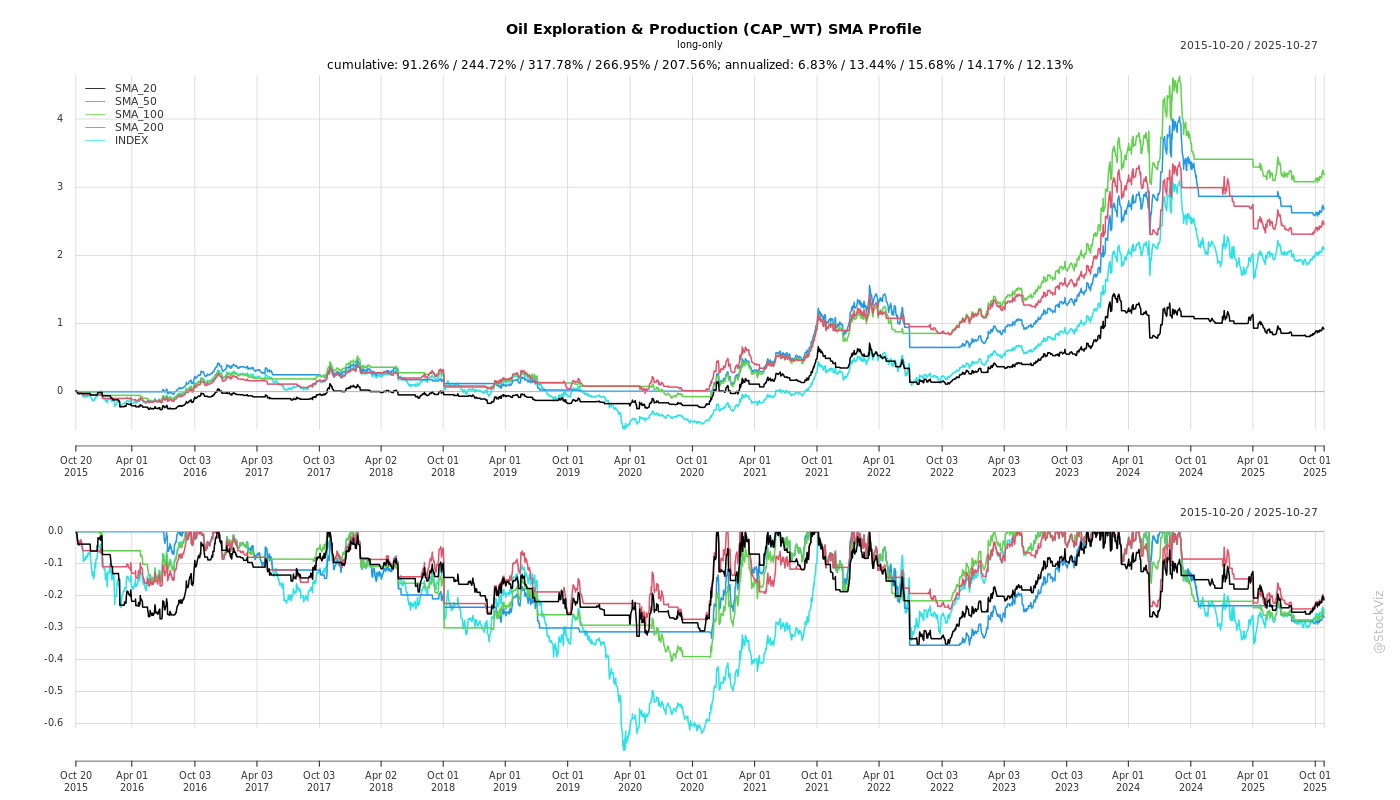 Oil Exploration & Production (CAP_WT) SMA Profile
long-only
2015-10-20 / 2025-10-27
cumulative: 91.26% / 244.72% / 317.78% / 266.95% / 207.56%; annualized: 6.83% / 13.44% / 15.68% / 14.17% / 12.13%
SMA_20
SMA_50
SMA_100
SMA_200
INDEX
4
3
2
1
0
Oct 20 Apr 01 Oct 03 Apr 03 Oct 03 Apr 02 Oct 01 Apr 01 Oct 01 Apr 01 Oct 01 Apr 01 Oct 01 Apr 01 Oct 03 Apr 03 Oct 03 Apr 01 Oct 01 Apr 01 Oct 01
2015 2016 2016 2017 2017 2018 2018 2019 2019 2020 2020 2021 2021 2022 2022 2023 2023 2024 2024 2025 2025
2015-10-20 / 2025-10-27
0.0
-0.1
-0.2
-0.3
-0.4
-0.5
-0.6
Oct 20 Apr 01 Oct 03 Apr 03 Oct 03 Apr 02 Oct 01 Apr 01 Oct 01 Apr 01 Oct 01 Apr 01 Oct 01 Apr 01 Oct 03 Apr 03 Oct 03 Apr 01 Oct 01 Apr 01 Oct 01
2015 2016 2016 2017 2017 2018 2018 2019 2019 2020 2020 2021 2021 2022 2022 2023 2023 2024 2024 2025 2025
@StockViz